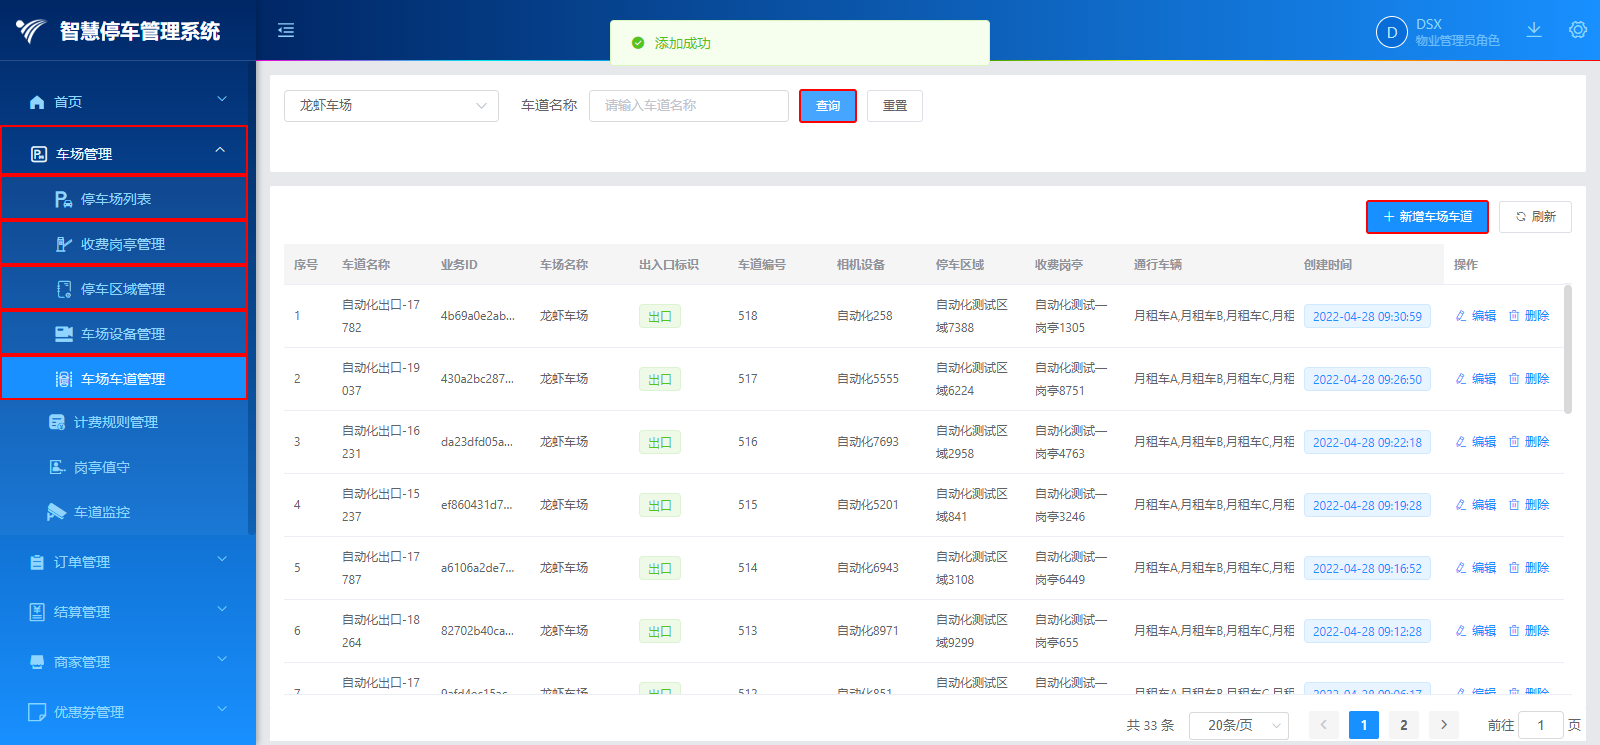 智慧停车管理系统
添加成功
D
DSX
物业管理员角色
首页
车场管理
停车场列表
收费岗亭管理
停车区域管理
车场设备管理
车场车道管理
计费规则管理
岗亭值守
车道监控
订单管理
结算管理
商家管理
优惠券管理
龙虾车场 车道名称 请输入车道名称 查询 重置
新增车场车道 刷新
序号 车道名称 业务ID 车场名称 出入口标识 车道编号 相机设备 停车区域 收费岗亭 通行车辆 创建时间 操作
1 自动化出口-17782 4b69a0e2ab... 龙虾车场 出口 518 自动化258 自动化测试区域7388 自动化测试—岗亭1305 月租车A,月租车B,月租车C,月租 2022-04-28 09:30:59 编辑 删除
2 自动化出口-19037 430a2bc287... 龙虾车场 出口 517 自动化5555 自动化测试区域6224 自动化测试—岗亭8751 月租车A,月租车B,月租车C,月租 2022-04-28 09:26:50 编辑 删除
3 自动化出口-16231 da23dfd05a... 龙虾车场 出口 516 自动化7693 自动化测试区域2958 自动化测试—岗亭4763 月租车A,月租车B,月租车C,月租 2022-04-28 09:22:18 编辑 删除
4 自动化出口-15237 ef860431d7... 龙虾车场 出口 515 自动化5201 自动化测试区域841 自动化测试—岗亭3246 月租车A,月租车B,月租车C,月租 2022-04-28 09:19:28 编辑 删除
5 自动化出口-17787 a6106a2de7... 龙虾车场 出口 514 自动化6943 自动化测试区域3108 自动化测试—岗亭6449 月租车A,月租车B,月租车C,月租 2022-04-28 09:16:52 编辑 删除
6 自动化出口-18264 82702b40ca... 龙虾车场 出口 513 自动化8971 自动化测试区域9299 自动化测试—岗亭655 月租车A,月租车B,月租车C,月租 2022-04-28 09:12:28 编辑 删除
7 自动化出口-17 9afd4ec15ac... 龙虾车场 出口 512 自动化851 自动化测试区 自动化测试— 月租车A,月租车B,月租车C,月租 2022-04-28 09:06:17 编辑 删除
共 33 条 20条/页 1 2 前往 1 页